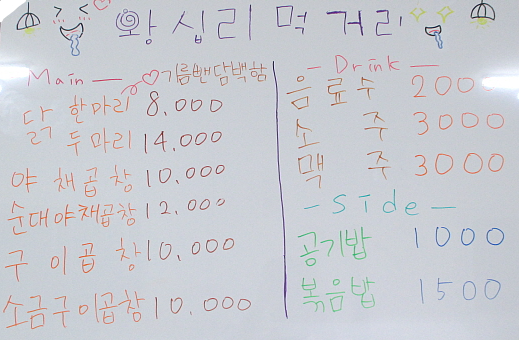 왕십리 먹거리
Main
기름뺀담백함
닭 한마리 8,000
두마리 14,000
야채곱창 10,000
순대야채곱창 12,000
구이곱창 10,000
소금구이곱창 10,000
Drink
음료수 2000
소주 3000
맥주 3000
Side
공기밥 1000
볶음밥 1500